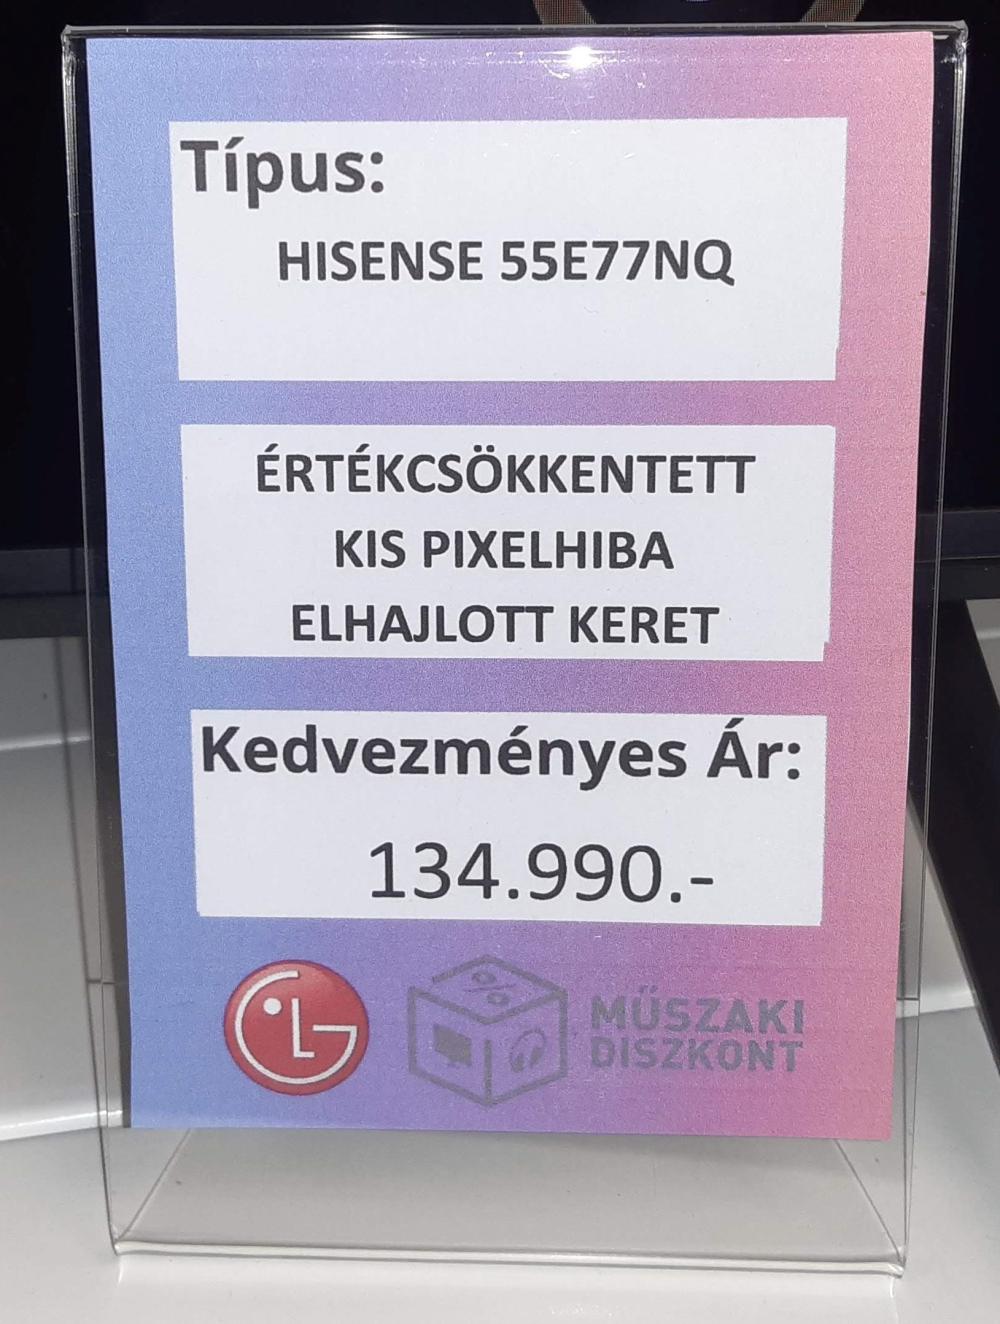 Típus:
HISENSE 55E77NQ
ÉRTÉKCSÖKKENTETT
KIS PIXELHIBA
ELHAJLOTT KERET
Kedvezményes Ár:
134.990.-
LG
%
MŰSZAKI
DISZKONT